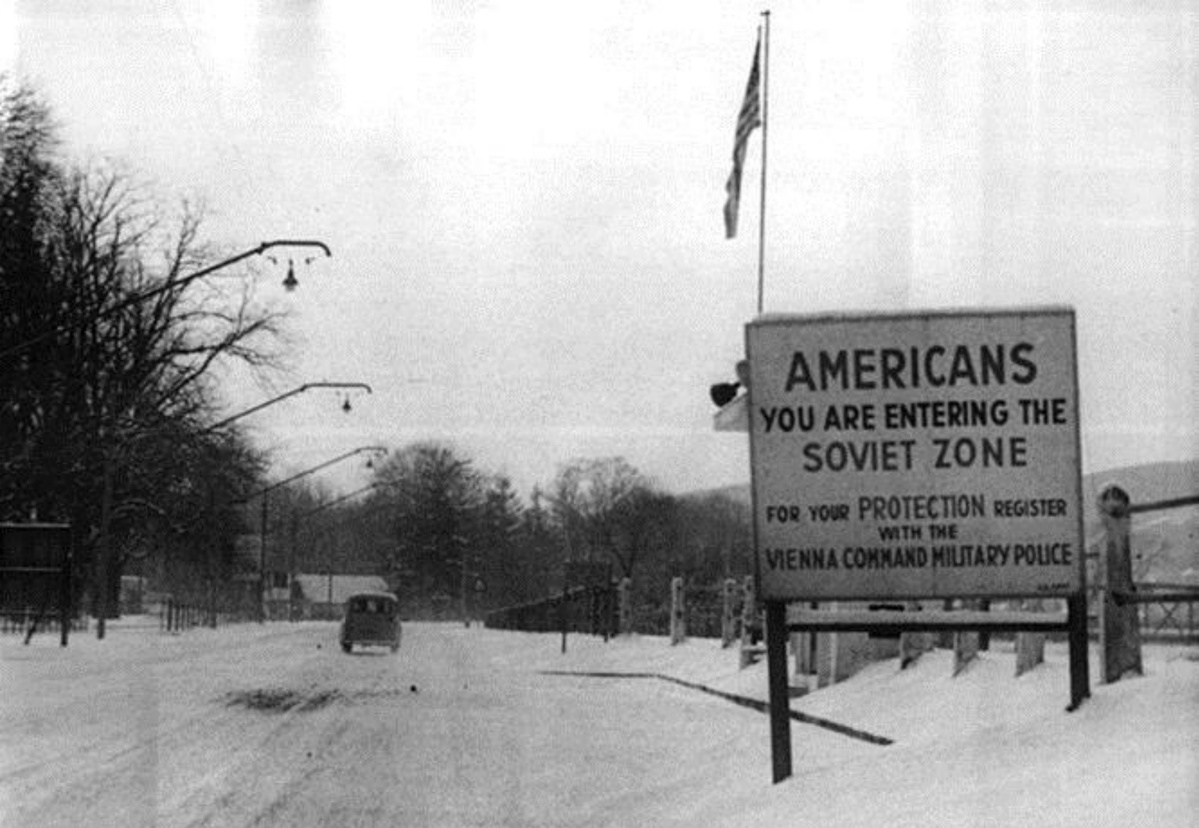 AMERICANS
YOU ARE ENTERING THE
SOVIET ZONE
FOR YOUR PROTECTION REGISTER
WITH THE
VIENNA COMMAND MILITARY POLICE